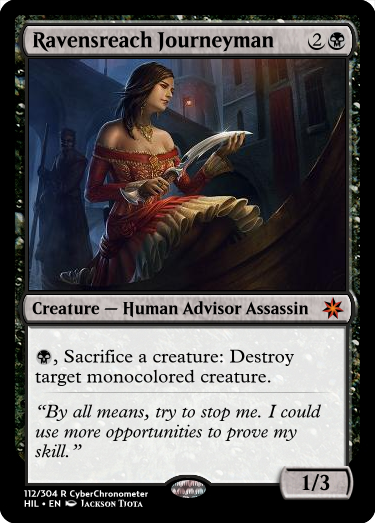 Ravensreach Journeyman 2
Creature — Human Advisor Assassin
, Sacrifice a creature: Destroy
target monocolored creature.
“By all means, try to stop me. I could
use more opportunities to prove my
skill.”
1/3
112/304 R CyberChronometer
HIL • EN Jackson Tjota